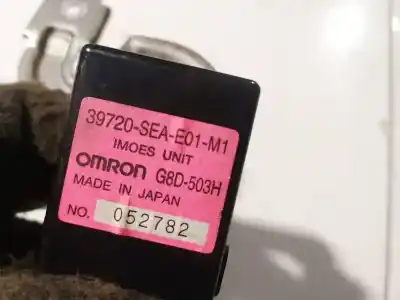 39720-SEA-E01-M1
IMOES UNIT
OMRON G8D-503H
MADE IN JAPAN
NO. 052782